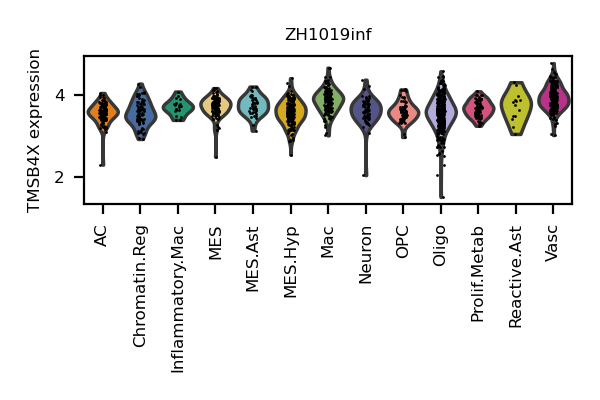 ZH1019inf
TMSB4X expression
4
2
AC
Chromatin.Reg
Inflammatory.Mac
MES
MES.Ast
MES.Hyp
Mac
Neuron
OPC
Oligo
Prolif.Metab
Reactive.Ast
Vasc